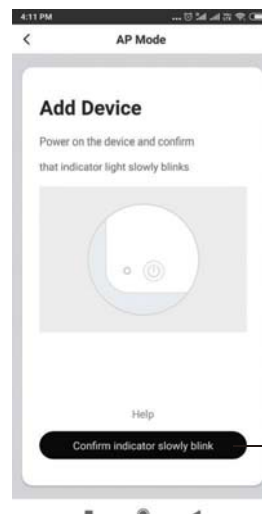 4:11 PM
AP Mode
Add Device
Power on the device and confirm
that indicator light slowly blinks
Help
Confirm indicator slowly blink